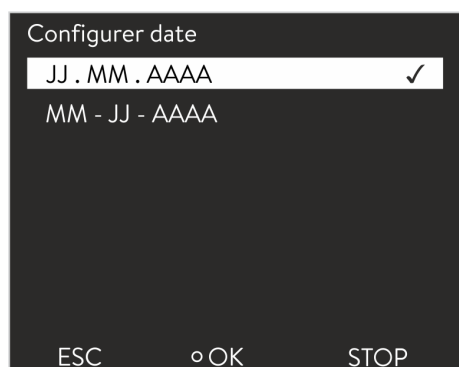 Configurer date
JJ . MM . AAAA ✓
MM - JJ - AAAA
ESC OK STOP